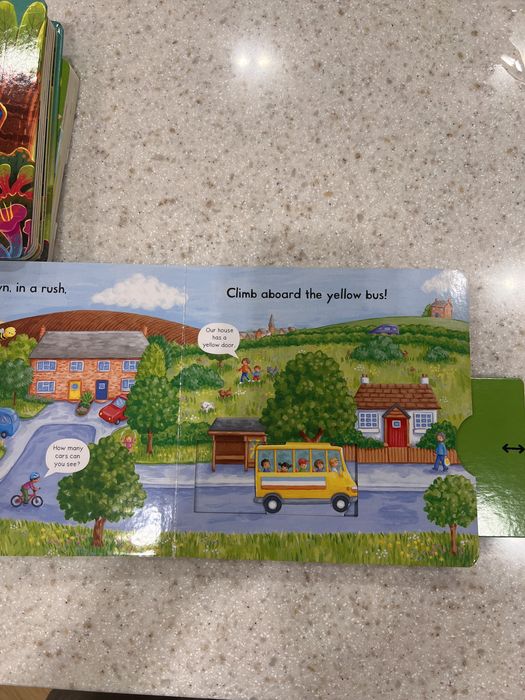 in a rush,
Climb aboard the yellow bus!
Our house
has a
yellow door.
How many
cars can
you see?